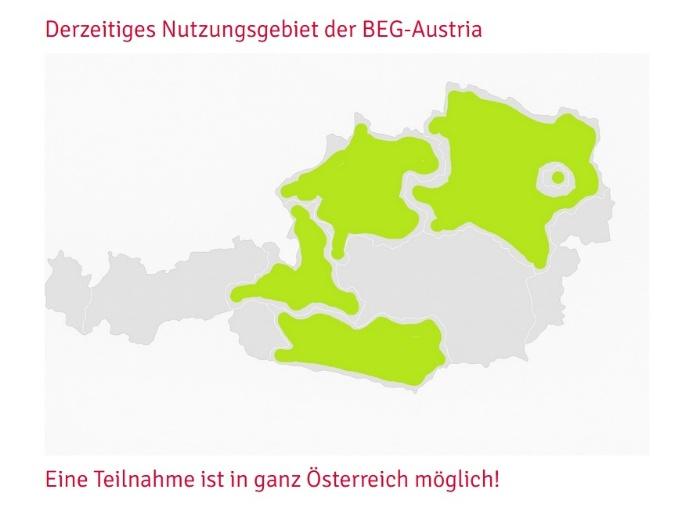 Derzeitiges Nutzungsgebiet der BEG-Austria
Eine Teilnahme ist in ganz Österreich möglich!